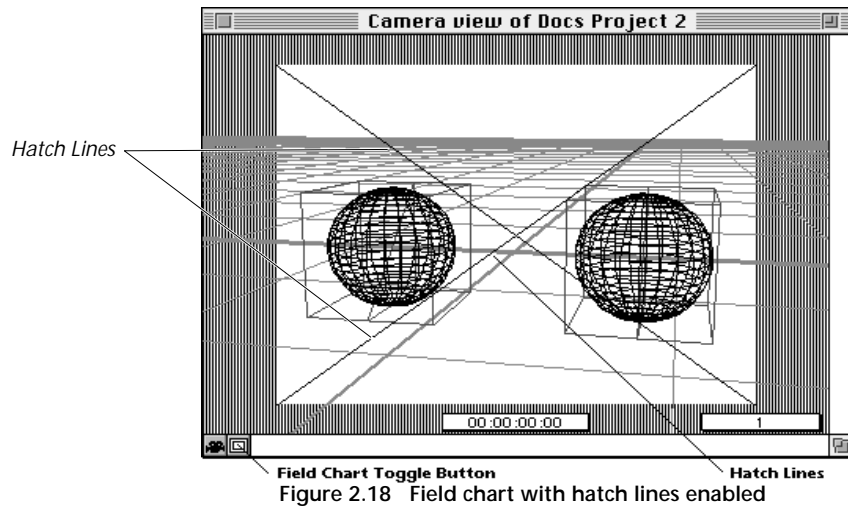 Camera view of Docs Project 2
Hatch Lines
00:00:00:00
1
Field Chart Toggle Button
Hatch Lines
Figure 2.18 Field chart with hatch lines enabled